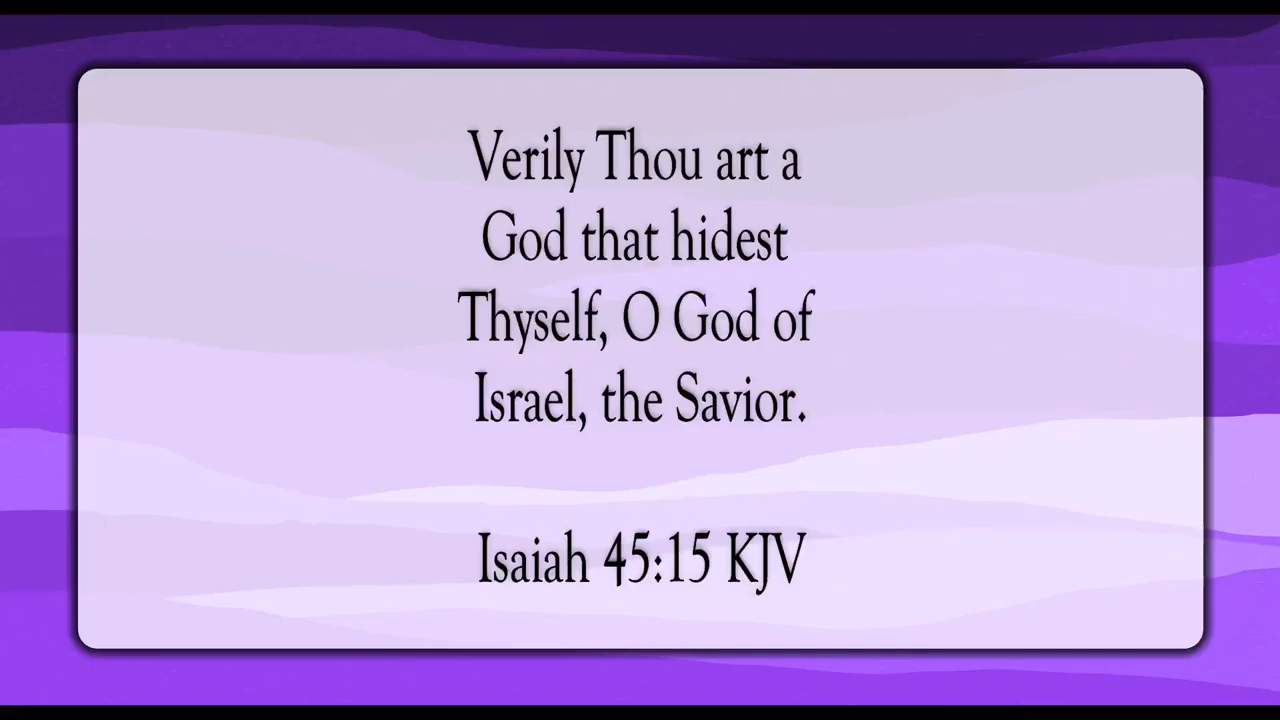 Verily Thou art a
God that hidest
Thyself, O God of
Israel, the Savior.
Isaiah 45:15 KJV